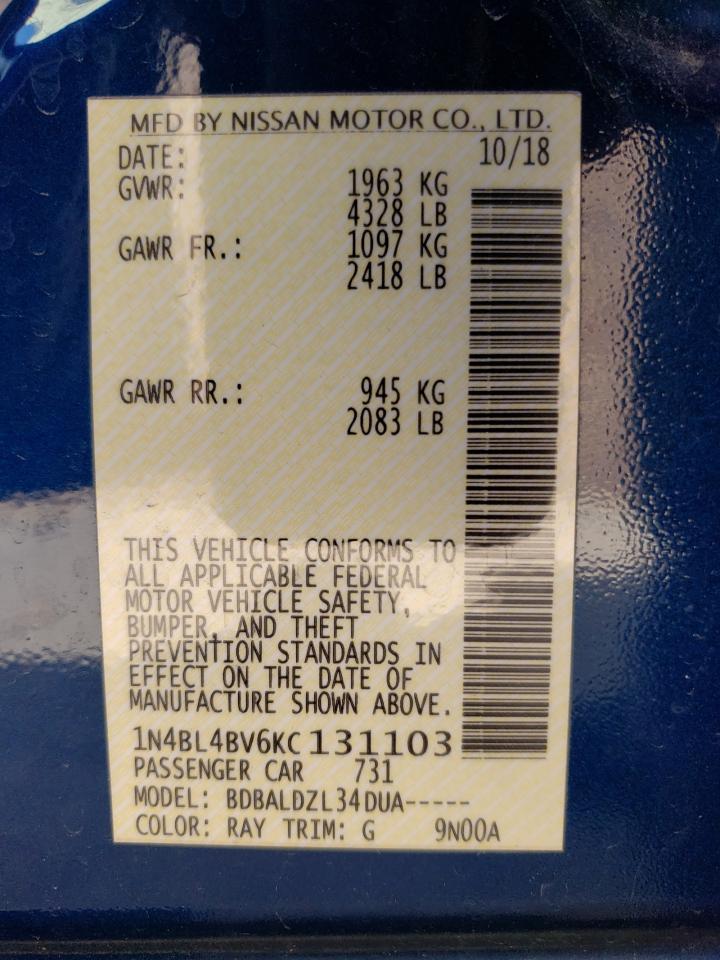 MFD BY NISSAN MOTOR CO., LTD.
DATE: 10/18
GVWR: 1963 KG
4328 LB
GAWR FR.: 1097 KG
2418 LB
GAWR RR.: 945 KG
2083 LB
THIS VEHICLE CONFORMS TO
ALL APPLICABLE FEDERAL
MOTOR VEHICLE SAFETY,
BUMPER, AND THEFT
PREVENTION STANDARDS IN
EFFECT ON THE DATE OF
MANUFACTURE SHOWN ABOVE.
1N4BL4BV6KC131103
PASSENGER CAR 731
MODEL: BDBALDZL34DUA-----
COLOR: RAY TRIM: G 9N00A